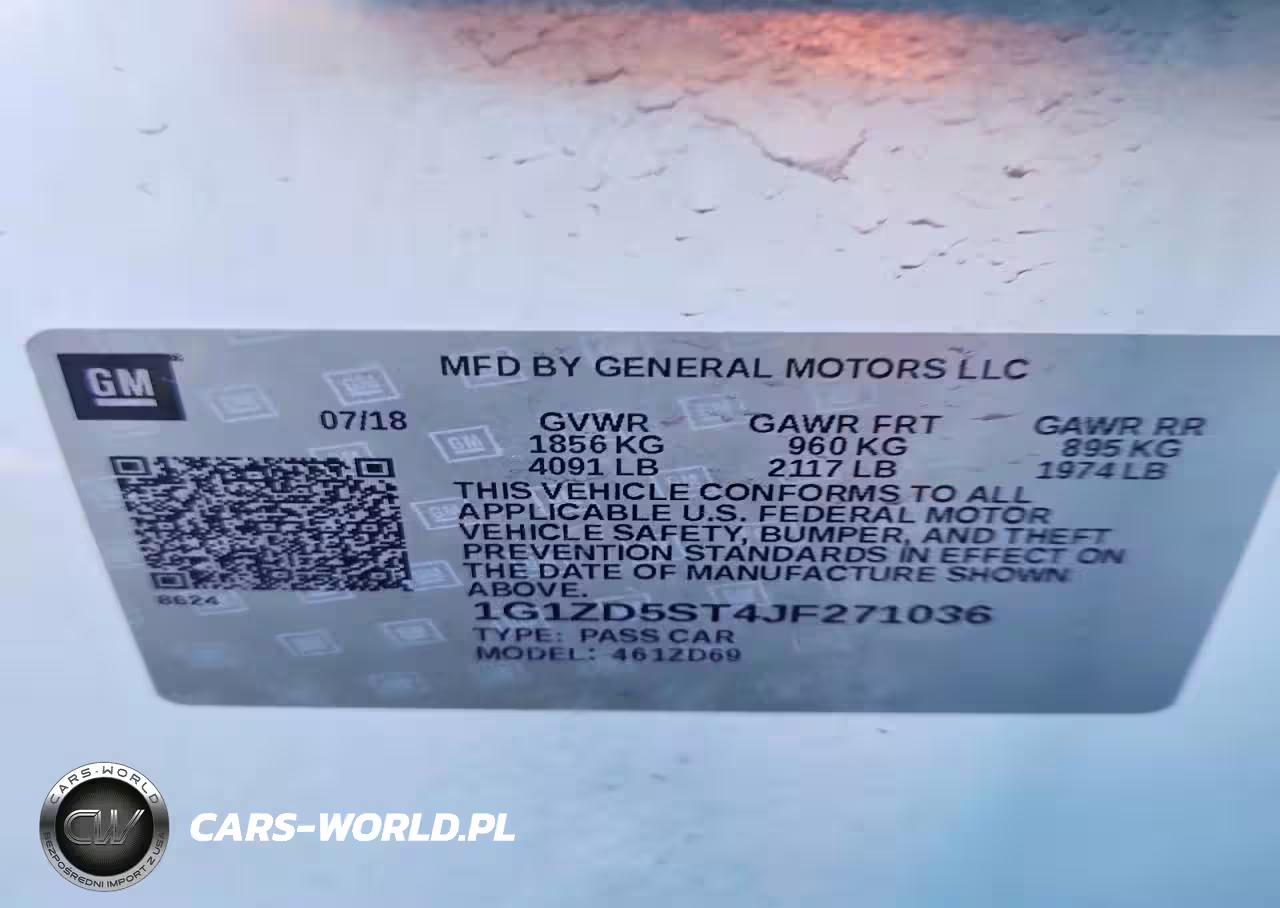 GM
MFD BY GENERAL MOTORS LLC
07/18
GVWR GAWR FRT GAWR RR
1856 KG 960 KG 895 KG
4091 LB 2117 LB 1974 LB
THIS VEHICLE CONFORMS TO ALL
APPLICABLE U.S. FEDERAL MOTOR
VEHICLE SAFETY, BUMPER, AND THEFT
PREVENTION STANDARDS IN EFFECT ON
THE DATE OF MANUFACTURE SHOWN
ABOVE.
8624
1G1ZD5ST4JF271036
TYPE: PASS CAR
MODEL: 461ZD69
CARS-WORLD
CW
BEZPOŚREDNI IMPORT Z USA
CARS-WORLD.PL